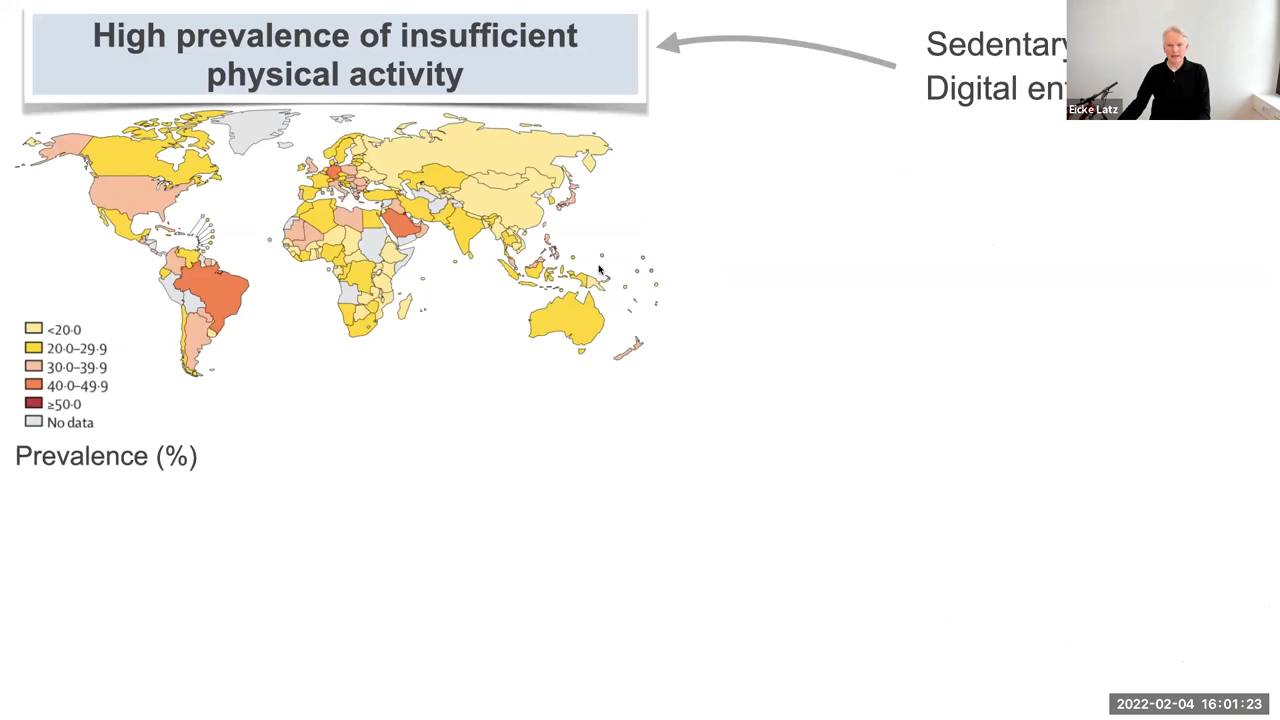 High prevalence of insufficient
physical activity
Sedentary
Digital
Eicke Latz
<20·0
20·0–29·9
30·0–39·9
40·0–49·9
≥50·0
No data
Prevalence (%)
2022-02-04 16:01:23